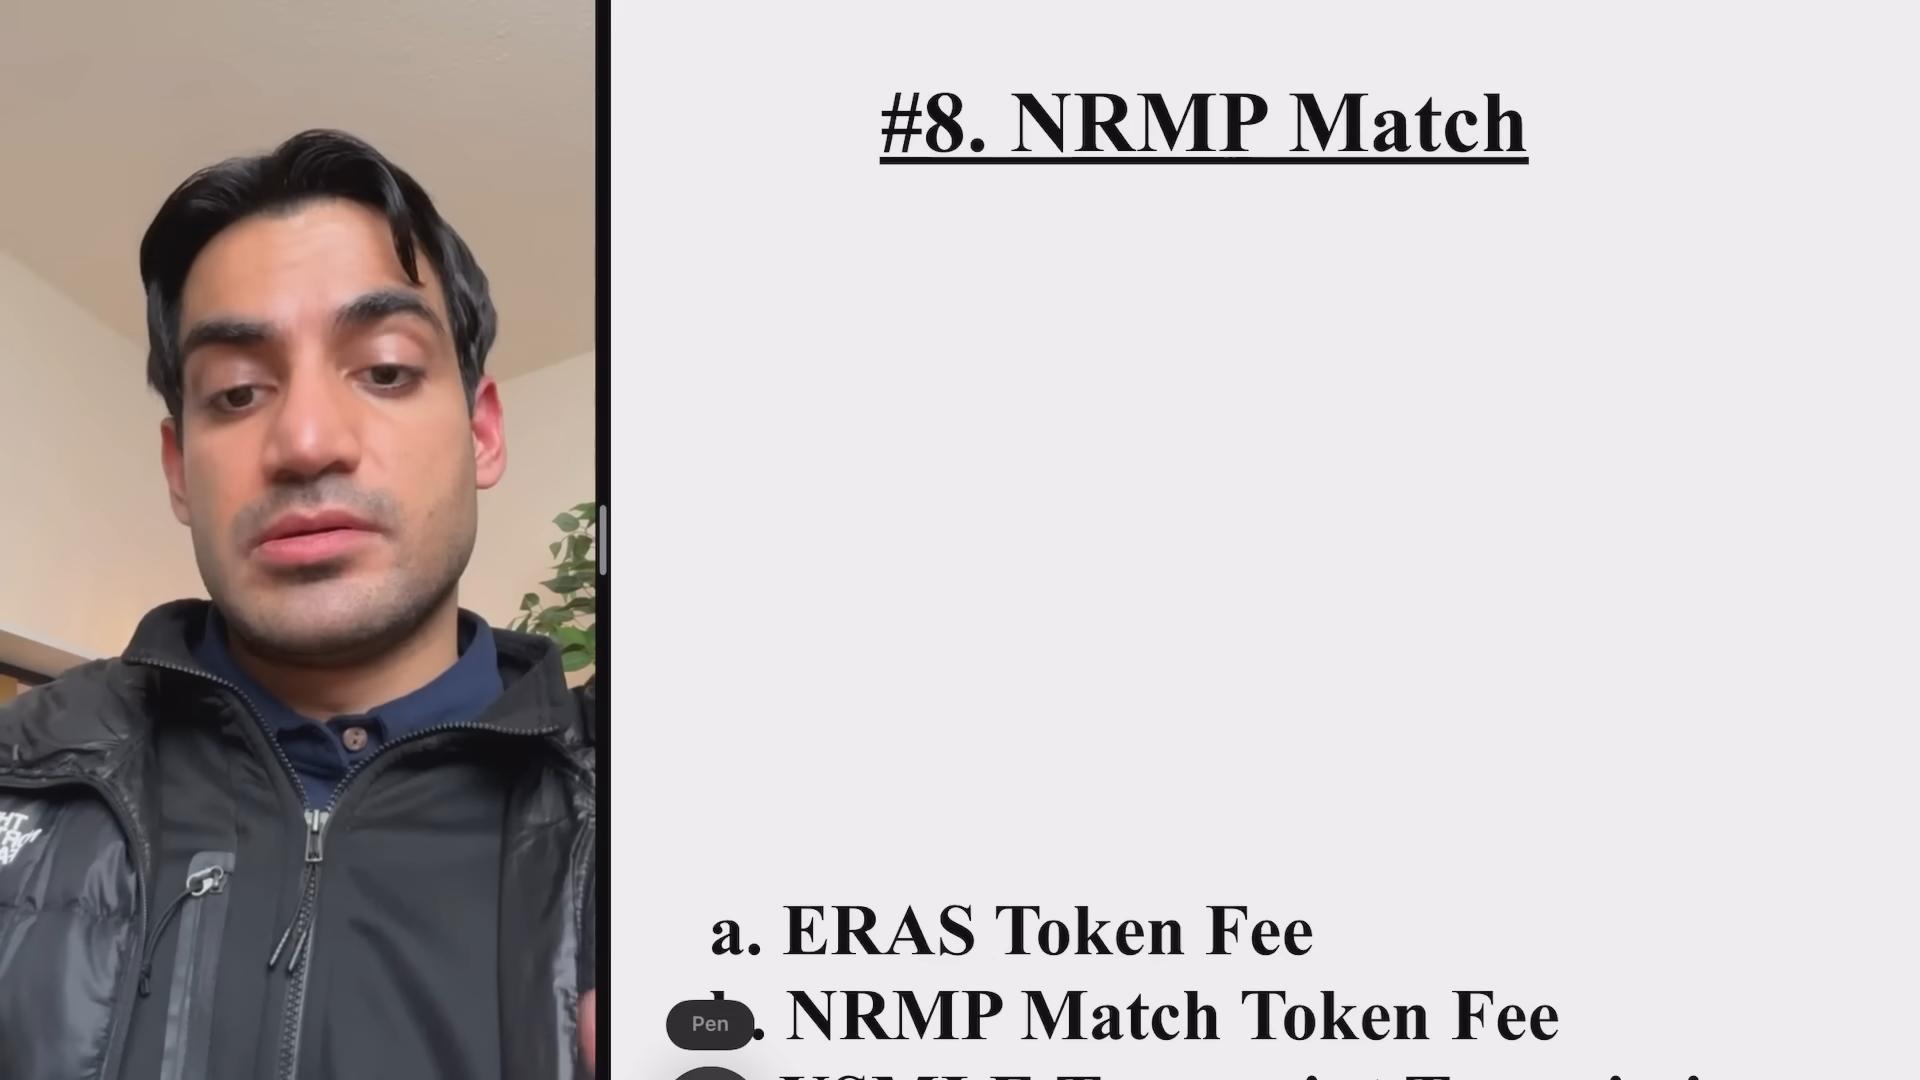 #8. NRMP Match
a. ERAS Token Fee
. NRMP Match Token Fee
Pen